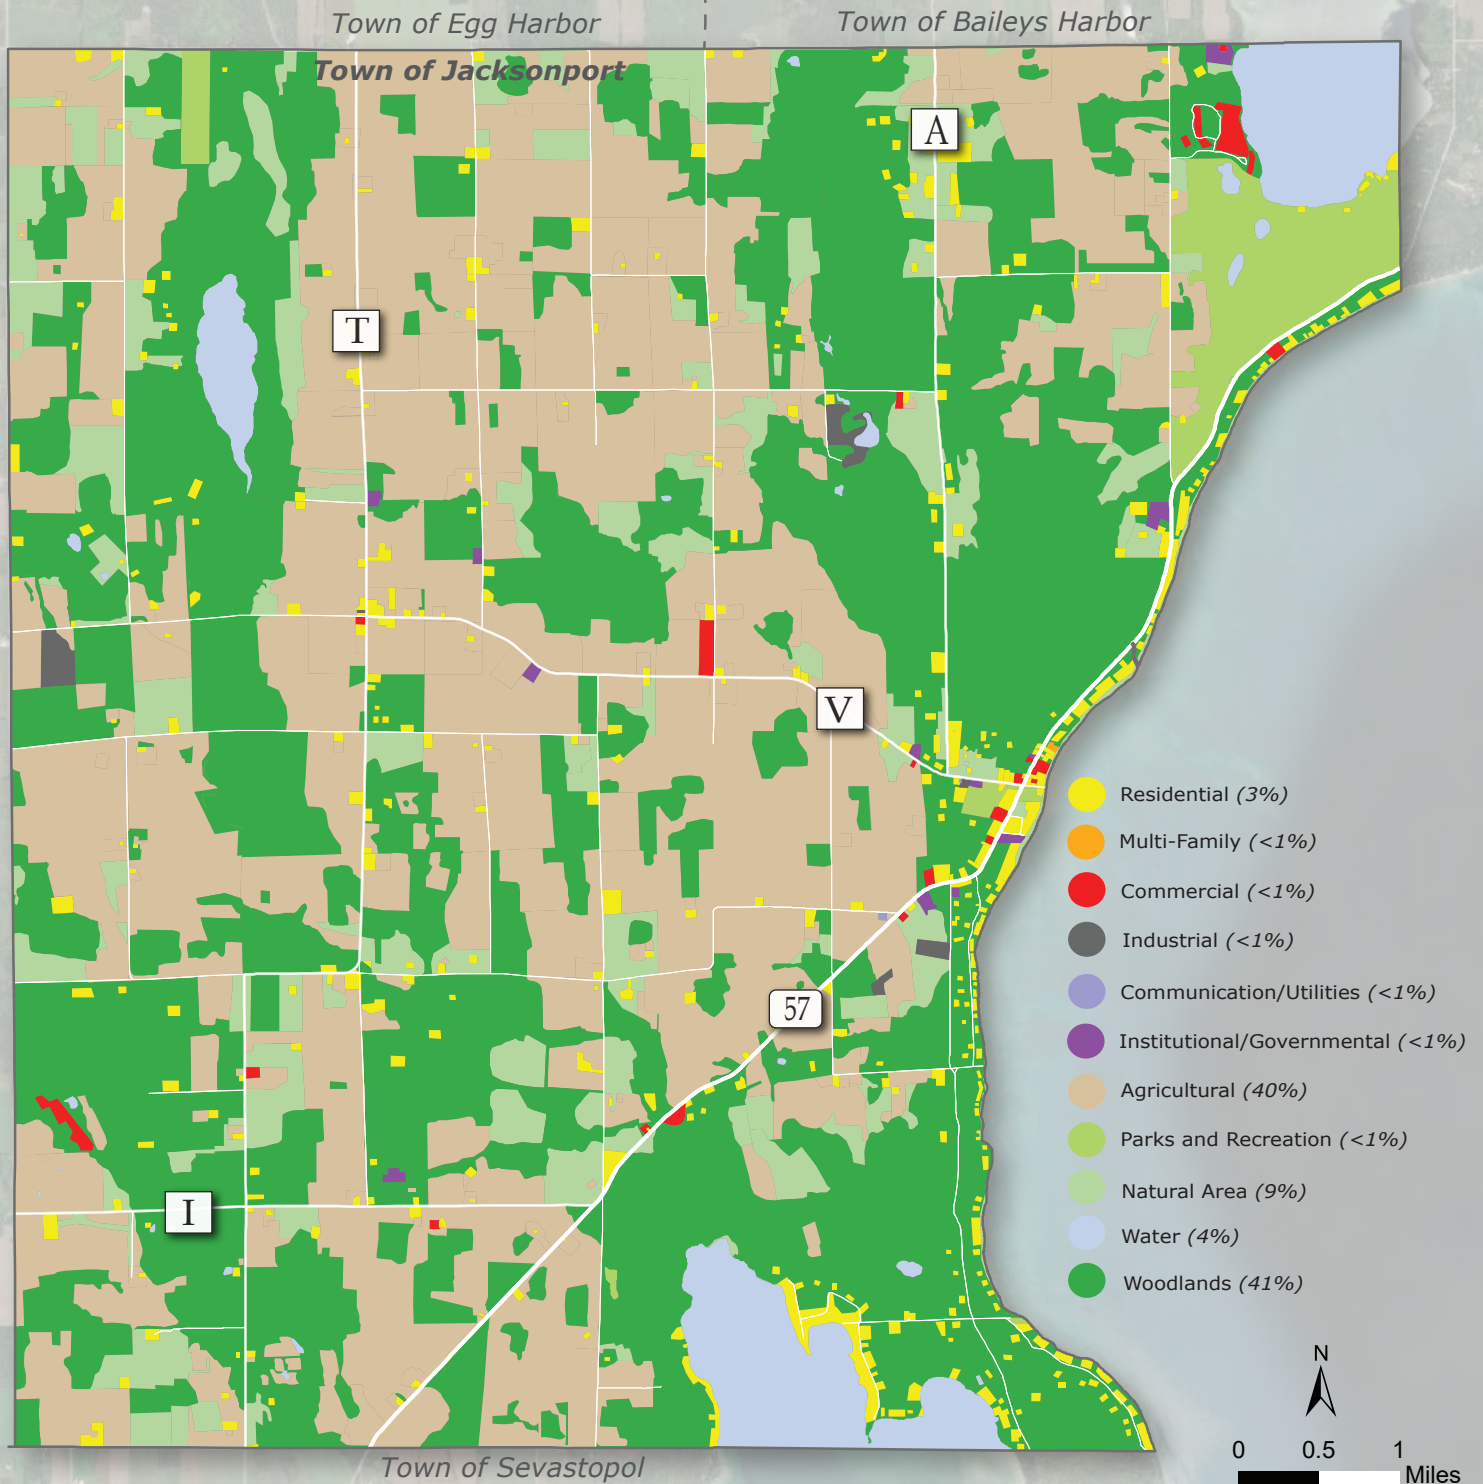 Town of Egg Harbor
Town of Baileys Harbor
Town of Jacksonport
A
T
V
Residential (3%)
Multi-Family (<1%)
Commercial (<1%)
Industrial (<1%)
Communication/Utilities (<1%)
57
Institutional/Governmental (<1%)
Agricultural (40%)
Parks and Recreation (<1%)
Natural Area (9%)
I
Water (4%)
Woodlands (41%)
N
0 0.5 1
Miles
Town of Sevastopol